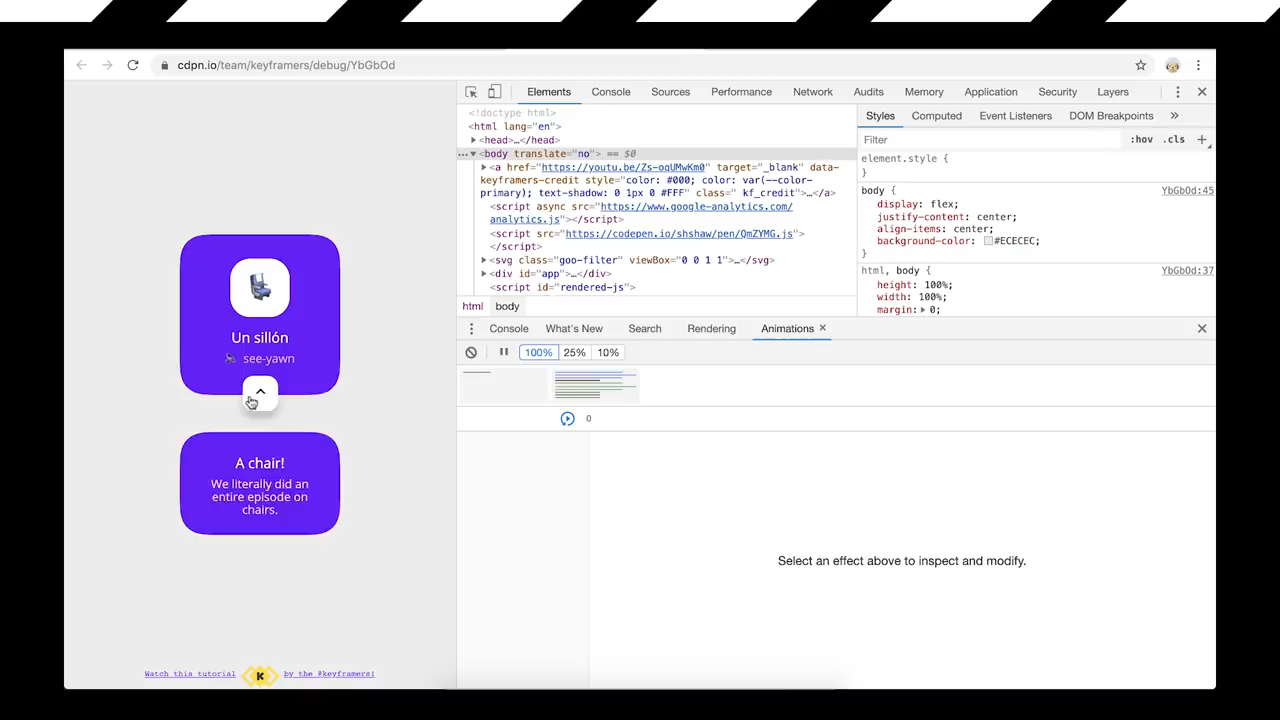 cdpn.io/team/keyframers/debug/YbGbOd
Elements Console Sources Performance Network Audits Memory Application Security Layers
<!doctype html>
<html lang="en">
<head>…</head>
<body translate="no"> == $0
<a href="https://youtu.be/Zs-oqUMwKm0" target="_blank" data-
keyframers-credit style="color: #000; color: var(--color-
primary); text-shadow: 0 1px 0 #FFF" class=" kf_credit">…</a>
<script async src="https://www.google-analytics.com/
analytics.js"></script>
<script src="https://codepen.io/shshaw/pen/QmZYMG.js">
</script>
<svg class="goo-filter" viewBox="0 0 1 1">…</svg>
<div id="app">…</div>
<script id="rendered-js">
html body
Styles Computed Event Listeners DOM Breakpoints »
Filter :hov .cls +
element.style {
}
body { YbGbOd:45
display: flex;
justify-content: center;
align-items: center;
background-color: #ECECEC;
}
html, body { YbGbOd:37
height: 100%;
width: 100%;
margin: 0;
Console What's New Search Rendering Animations
100% 25% 10%
0
Select an effect above to inspect and modify.
Un sillón
see-yawn
A chair!
We literally did an
entire episode on
chairs.
Watch this tutorial K by the #keyframers!